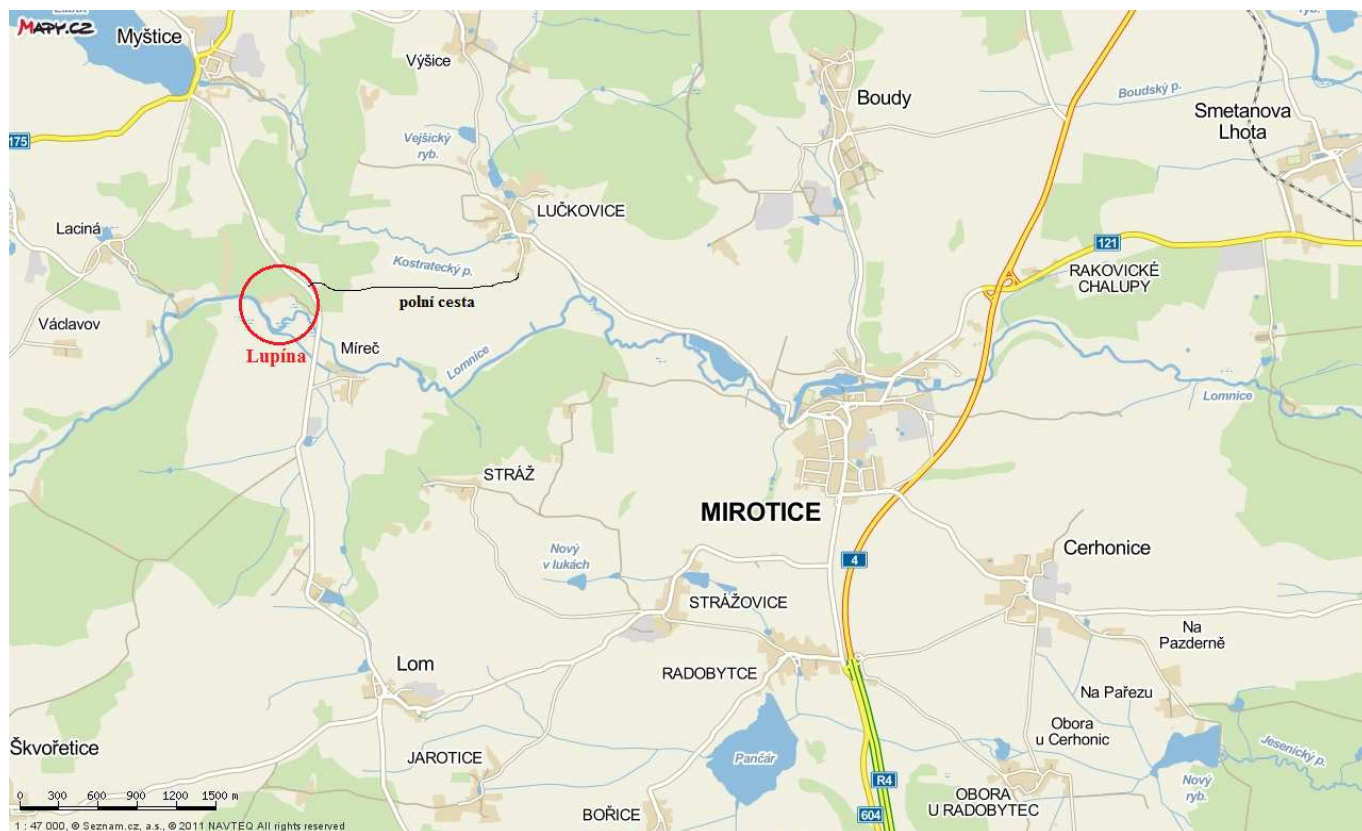 MAPY.CZ
Myštice
Výšice
Boudy
Boudský p.
Smetanova
Lhota
175
Vejšický
ryb.
LUČKOVICE
Laciná
Kostratecký p.
121
RAKOVICKÉ
CHALUPY
polní cesta
Václavov
Míreč
Lupína
Lomnice
Lomnice
STRÁŽ
MIROTICE
Nový
v lukách
4
Cerhonice
STRÁŽOVICE
Na
Pazderně
Lom
RADOBYTCE
Na Pařezu
Obora
u Cerhonic
Škvořetice
JAROTICE
Pančár
Jesenický p.
R4
Nový
ryb.
OBORA
U RADOBYTEC
BOŘICE
604
0 300 600 900 1200 1500 m
1 : 47 000, © Seznam.cz, a.s., © 2011 NAVTEQ All rights reserved